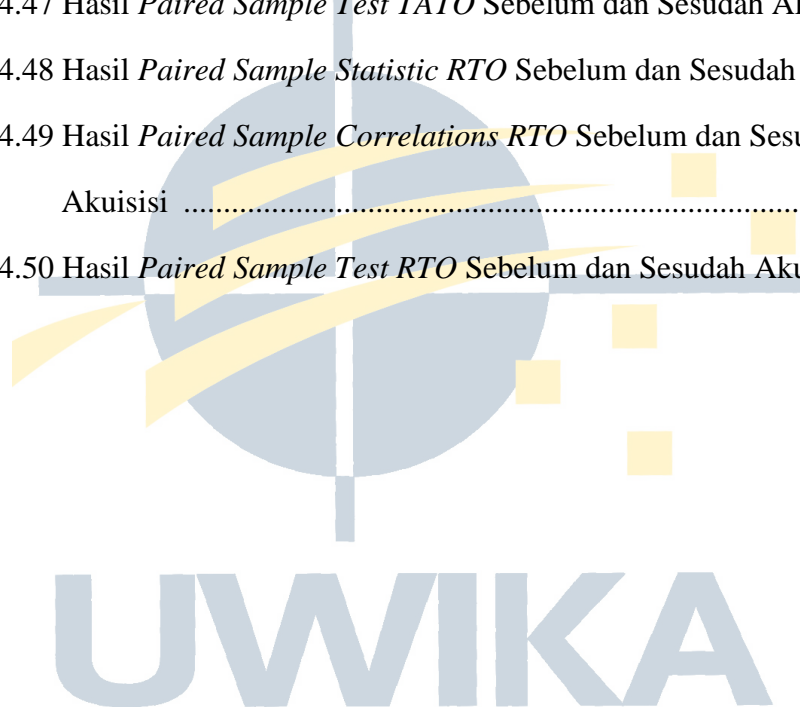 4.47 Hasil Paired Sample Test TATO Sebelum dan Sesudah
4.48 Hasil Paired Sample Statistic RTO Sebelum dan Sesudah
4.49 Hasil Paired Sample Correlations RTO Sebelum dan
Akuisisi ............................................................................
4.50 Hasil Paired Sample Test RTO Sebelum dan Sesudah
UWIKA